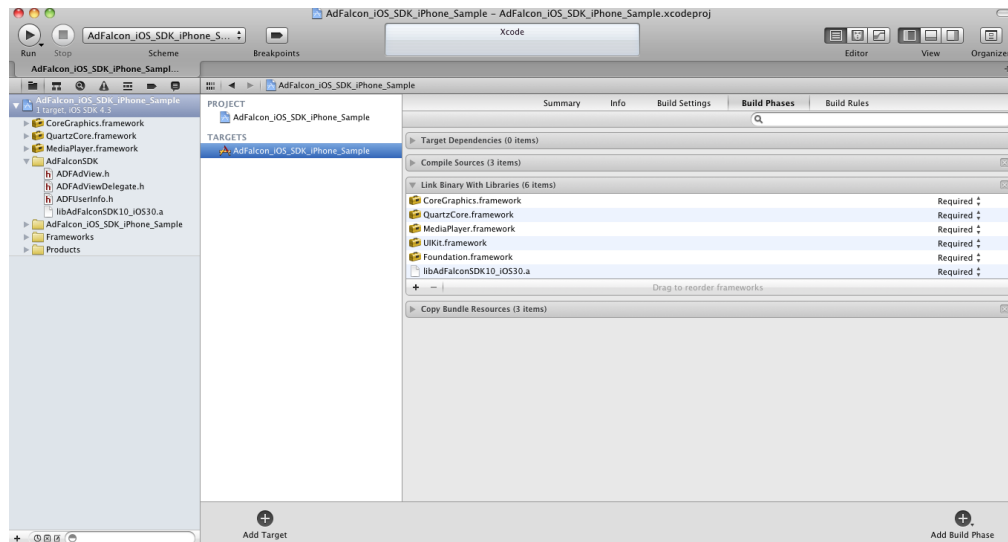 AdFalcon_iOS_SDK_iPhone_Sample – AdFalcon_iOS_SDK_iPhone_Sample.xcodeproj
AdFalcon_iOS_SDK_iPhone_S...
Xcode
Run
Stop
Scheme
Breakpoints
Editor
View
Organizer
AdFalcon_iOS_SDK_iPhone_Sampl...
AdFalcon_iOS_SDK_iPhone_Sample
AdFalcon_iOS_SDK_iPhone_Sample
1 target, iOS SDK 4.3
CoreGraphics.framework
QuartzCore.framework
MediaPlayer.framework
AdFalconSDK
ADFAdView.h
ADFAdViewDelegate.h
ADFUserInfo.h
libAdFalconSDK10_iOS30.a
AdFalcon_iOS_SDK_iPhone_Sample
Frameworks
Products
PROJECT
AdFalcon_iOS_SDK_iPhone_Sample
TARGETS
AdFalcon_iOS_SDK_iPhone_Sample
Summary
Info
Build Settings
Build Phases
Build Rules
Target Dependencies (0 items)
Compile Sources (3 items)
Link Binary With Libraries (6 items)
CoreGraphics.framework Required
QuartzCore.framework Required
MediaPlayer.framework Required
UIKit.framework Required
Foundation.framework Required
libAdFalconSDK10_iOS30.a Required
Drag to reorder frameworks
Copy Bundle Resources (3 items)
Add Target
Add Build Phase